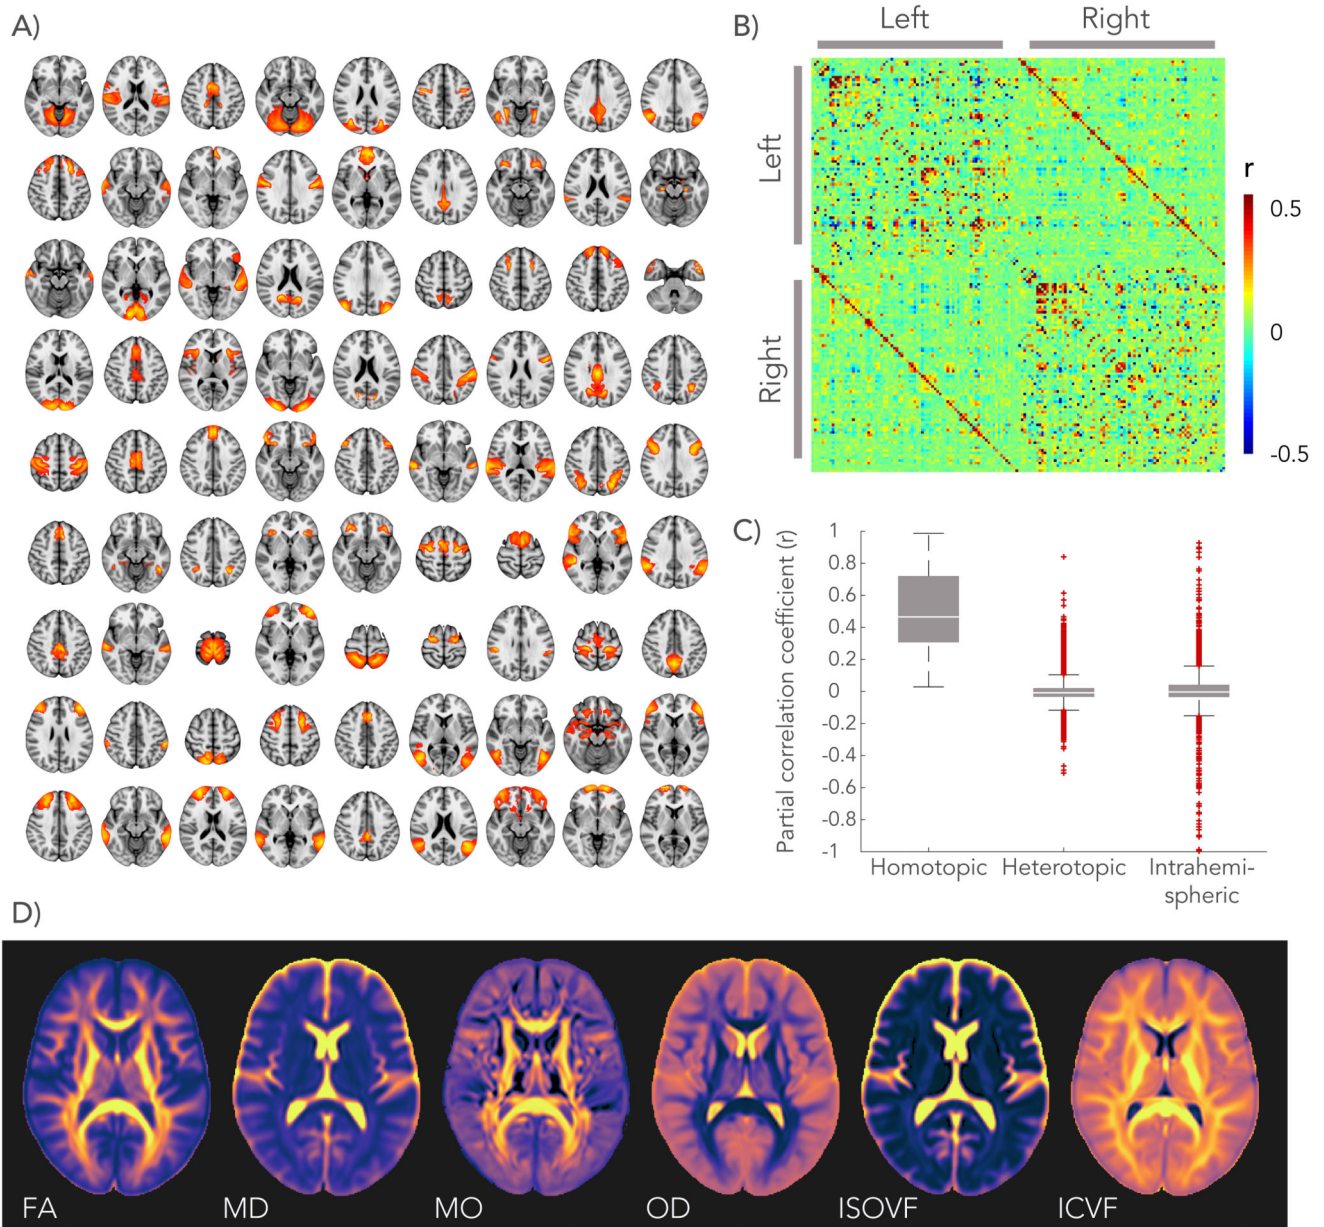 A)
B)
Left
Right
Left
Right
r
0.5
0
-0.5
C)
Partial correlation coefficient (r)
1
0.8
0.6
0.4
0.2
0
-0.2
-0.4
-0.6
-0.8
-1
Homotopic
Heterotopic
Intrahemi-
spheric
D)
FA
MD
MO
OD
ISOVF
ICVF